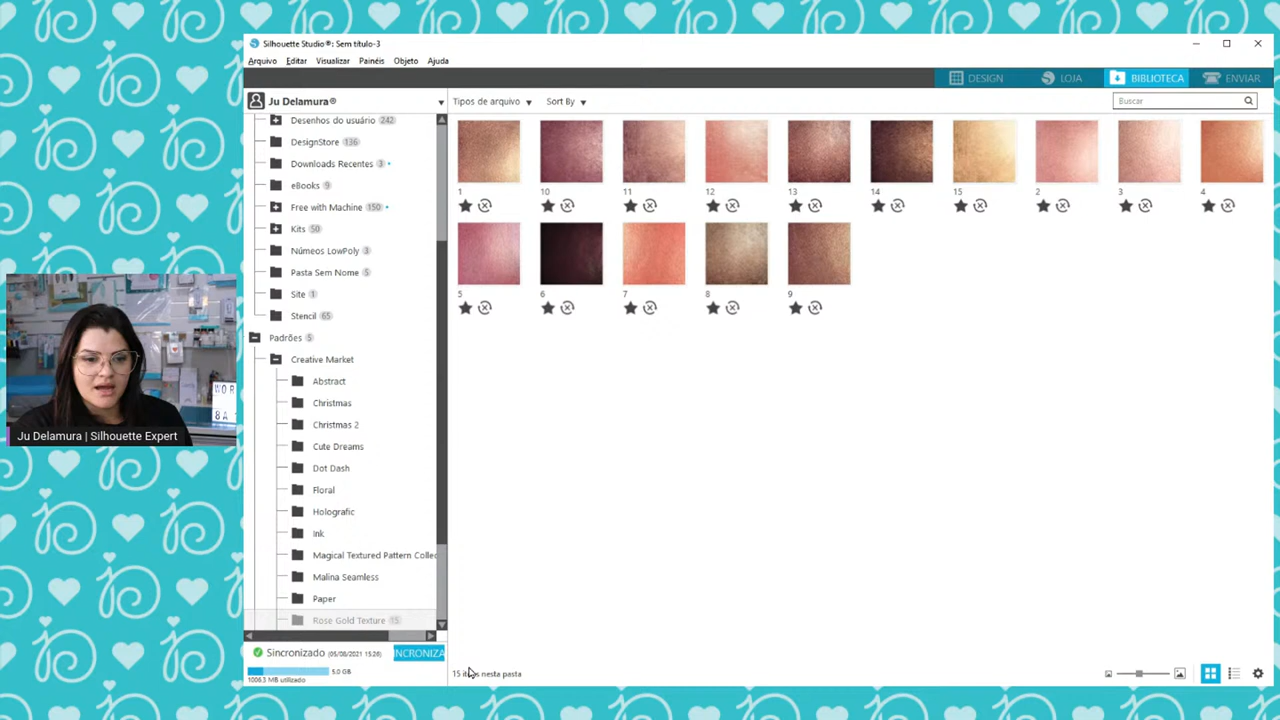 Silhouette Studio®: Sem título-3
Arquivo Editar Visualizar Painéis Objeto Ajuda
DESIGN LOJA BIBLIOTECA ENVIAR
Ju Delamura®
Tipos de arquivo Sort By Buscar
Desenhos do usuário 242
DesignStore 136
Downloads Recentes 3
eBooks 9
Free with Machine 150
Kits 50
Númeos LowPoly 3
Pasta Sem Nome 5
Site 1
Stencil 65
Padrões 5
Creative Market
Abstract
Christmas
Christmas 2
Cute Dreams
Dot Dash
Floral
Holografic
Ink
Magical Textured Pattern Collec
Malina Seamless
Paper
Rose Gold Texture 15
1 10 11 12 13 14 15 2 3 4
5 6 7 8 9
Ju Delamura | Silhouette Expert
Sincronizado (05/08/2021 15:26) INCRONIZA
5.0 GB
1006.3 MB utilizado
15 itens nesta pasta